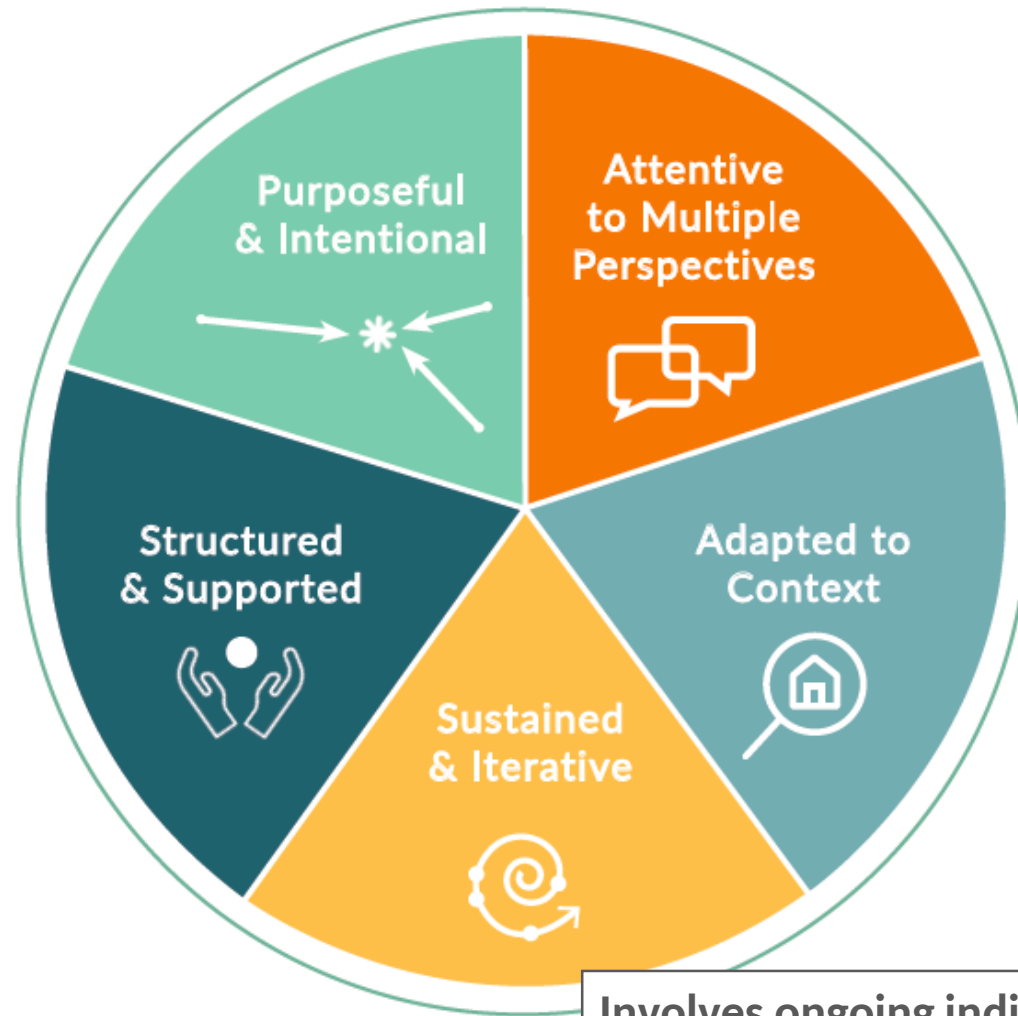 Purposeful
& Intentional
Attentive
to Multiple
Perspectives
Structured
& Supported
Adapted to
Context
Sustained
& Iterative
Involves ongoing